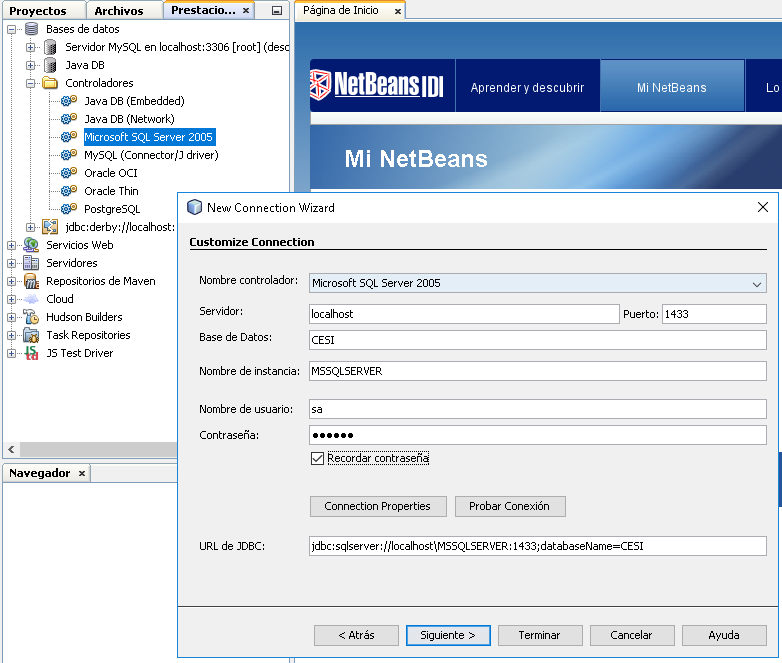 Proyectos
Archivos
Prestacio... ×
Página de Inicio ×
Bases de datos
Servidor MySQL en localhost:3306 [root] (desc
Java DB
Controladores
Java DB (Embedded)
Java DB (Network)
Microsoft SQL Server 2005
MySQL (Connector/J driver)
Oracle OCI
Oracle Thin
PostgreSQL
jdbc:derby://localhost:
Servicios Web
Servidores
Repositorios de Maven
Cloud
Hudson Builders
Task Repositories
JS Test Driver
Navegador ×
NetBeans IDE
Aprender y descubrir
Mi NetBeans
Lo
Mi NetBeans
New Connection Wizard
Customize Connection
Nombre controlador: Microsoft SQL Server 2005
Servidor: localhost Puerto: 1433
Base de Datos: CESI
Nombre de instancia: MSSQLSERVER
Nombre de usuario: sa
Contraseña: ●●●●●●
Recordar contraseña
Connection Properties Probar Conexión
URL de JDBC: jdbc:sqlserver://localhost\MSSQLSERVER:1433;databaseName=CESI
< Atrás Siguiente > Terminar Cancelar Ayuda